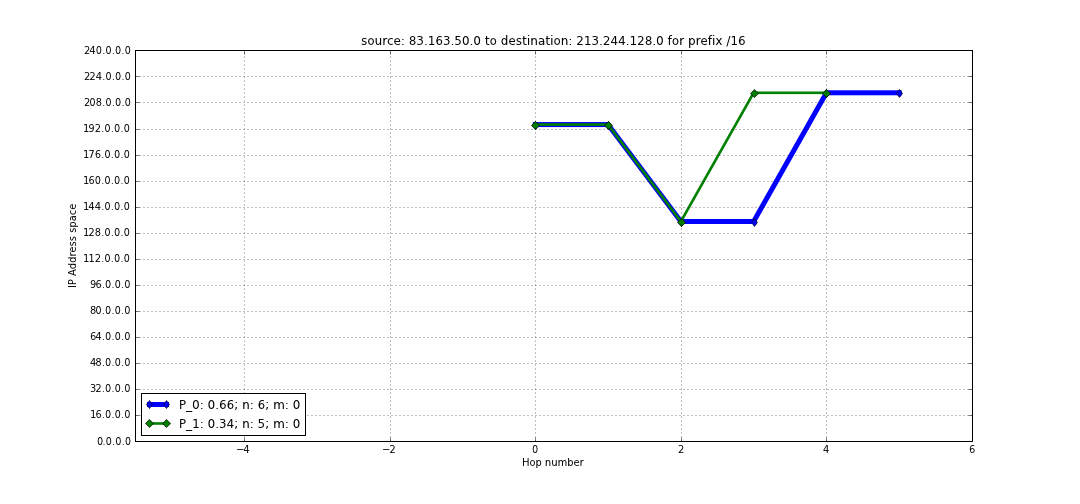 source: 83.163.50.0 to destination: 213.244.128.0 for prefix /16
240.0.0.0
224.0.0.0
208.0.0.0
192.0.0.0
176.0.0.0
160.0.0.0
144.0.0.0
128.0.0.0
112.0.0.0
96.0.0.0
80.0.0.0
64.0.0.0
48.0.0.0
32.0.0.0
16.0.0.0
0.0.0.0
IP Address space
P_0: 0.66; n: 6; m: 0
P_1: 0.34; n: 5; m: 0
−4 −2 0 2 4 6
Hop number